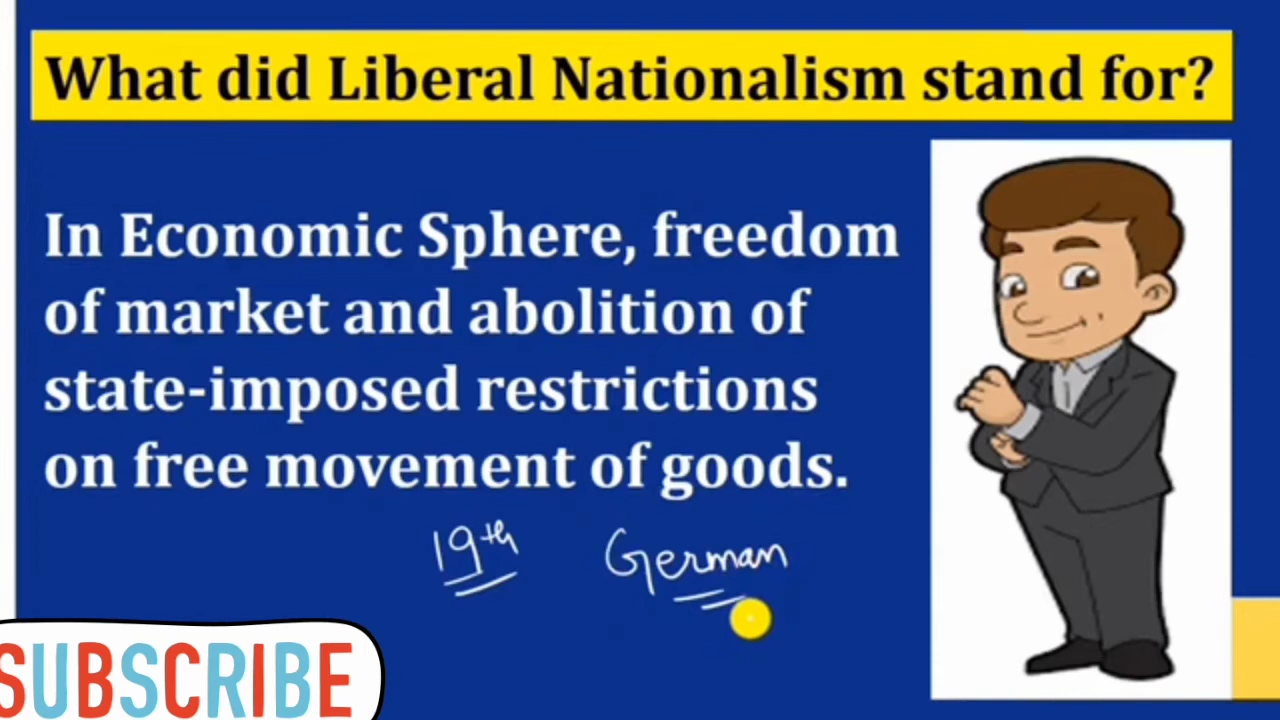 What did Liberal Nationalism stand for?
In Economic Sphere, freedom
of market and abolition of
state-imposed restrictions
on free movement of goods.
19th German
SUBSCRIBE